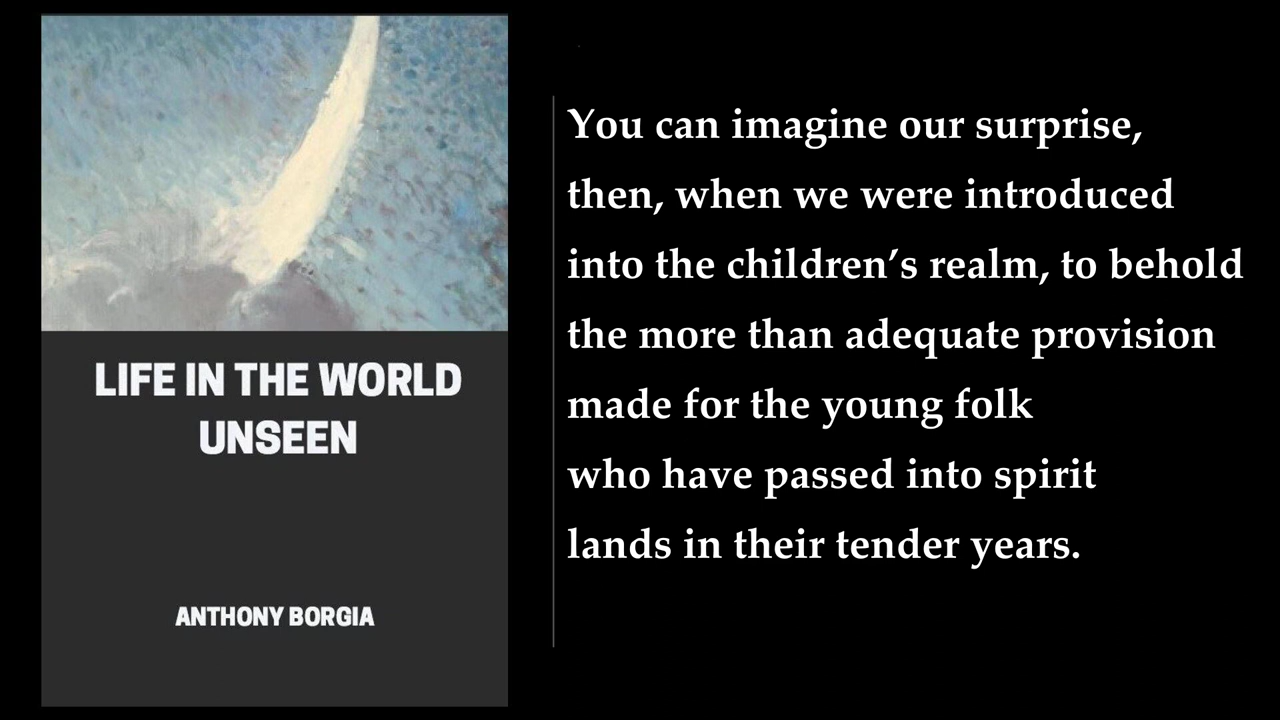 LIFE IN THE WORLD
UNSEEN
ANTHONY BORGIA
You can imagine our surprise,
then, when we were introduced
into the children’s realm, to behold
the more than adequate provision
made for the young folk
who have passed into spirit
lands in their tender years.